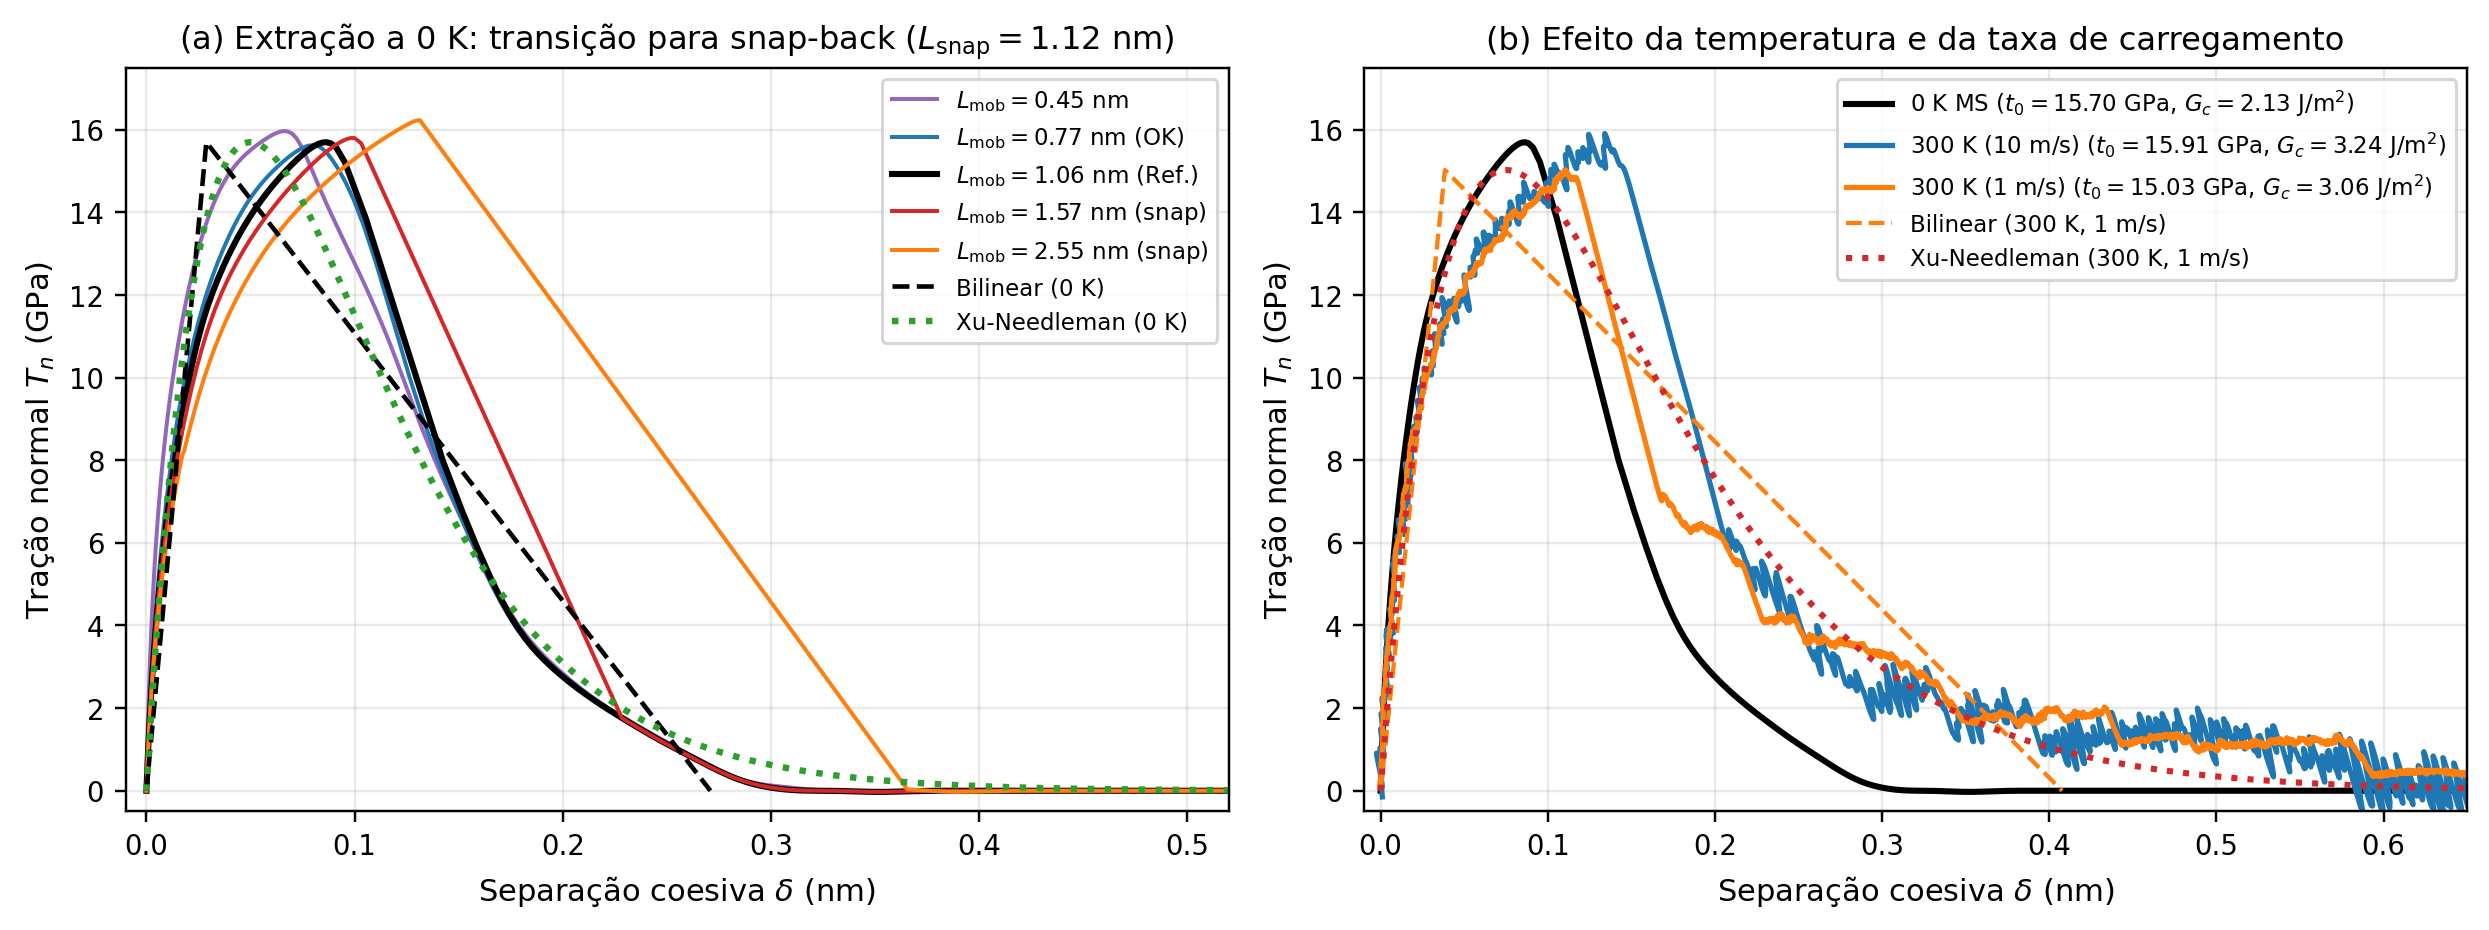 (a) Extração a 0 K: transição para snap-back (L_snap = 1.12 nm)
Tração normal T_n (GPa)
16
14
12
10
8
6
4
2
0
L_mob = 0.45 nm
L_mob = 0.77 nm (OK)
L_mob = 1.06 nm (Ref.)
L_mob = 1.57 nm (snap)
L_mob = 2.55 nm (snap)
Bilinear (0 K)
Xu-Needleman (0 K)
0.0 0.1 0.2 0.3 0.4 0.5
Separação coesiva δ (nm)
(b) Efeito da temperatura e da taxa de carregamento
Tração normal T_n (GPa)
16
14
12
10
8
6
4
2
0
0 K MS (t_0 = 15.70 GPa, G_c = 2.13 J/m²)
300 K (10 m/s) (t_0 = 15.91 GPa, G_c = 3.24 J/m²)
300 K (1 m/s) (t_0 = 15.03 GPa, G_c = 3.06 J/m²)
Bilinear (300 K, 1 m/s)
Xu-Needleman (300 K, 1 m/s)
0.0 0.1 0.2 0.3 0.4 0.5 0.6
Separação coesiva δ (nm)